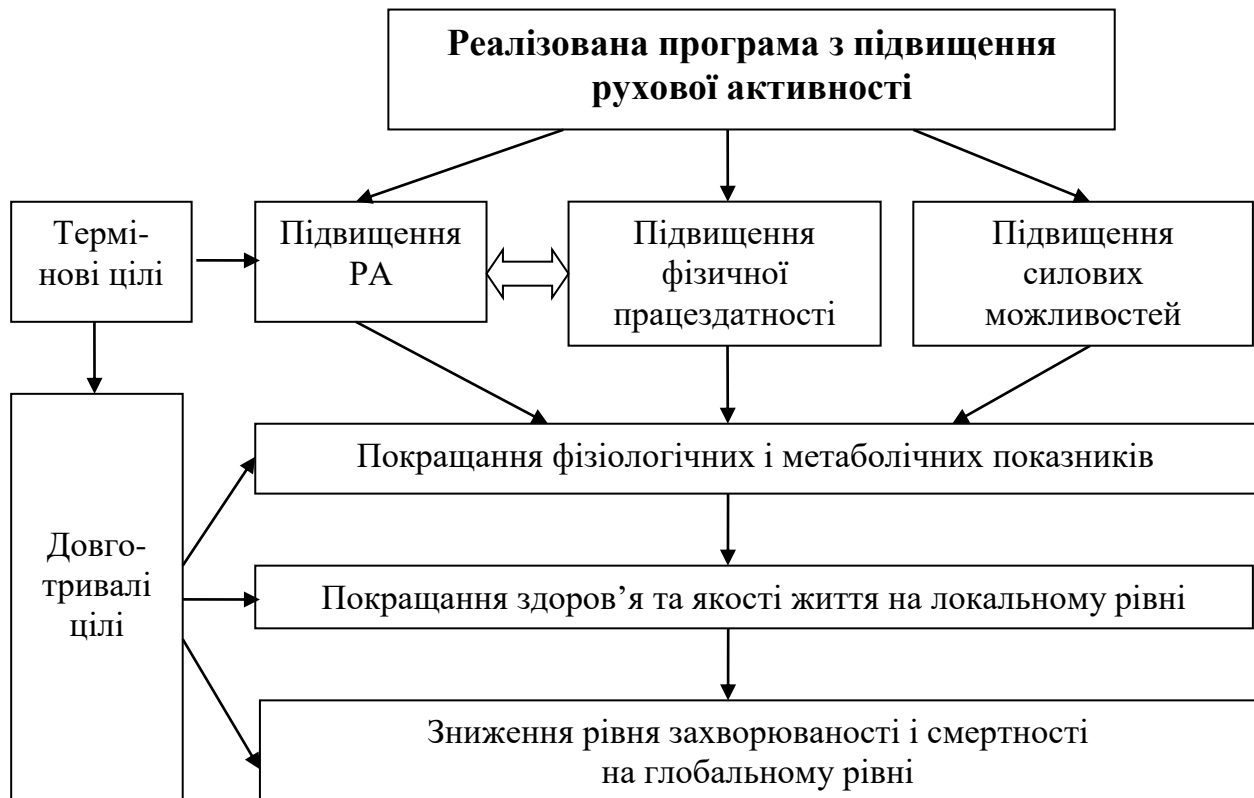 Реалізована програма з підвищення
рухової активності
Термі-
нові цілі
Підвищення
РА
Підвищення
фізичної
працездатності
Підвищення
силових
можливостей
Довго-
тривалі
цілі
Покращання фізіологічних і метаболічних показників
Покращання здоров’я та якості життя на локальному рівні
Зниження рівня захворюваності і смертності
на глобальному рівні